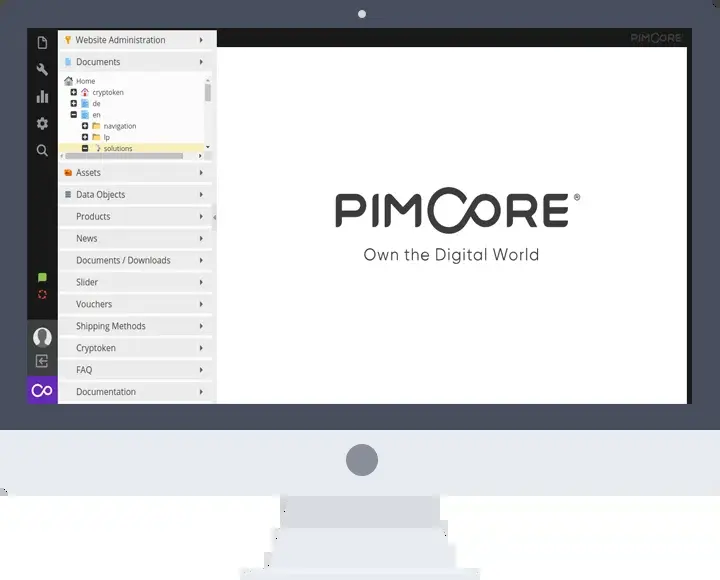 PIMCORE
Website Administration
Documents
Home
cryptoken
de
en
navigation
lp
solutions
Assets
Data Objects
Products
News
Documents / Downloads
Slider
Vouchers
Shipping Methods
Cryptoken
FAQ
Documentation
PIMCORE®
Own the Digital World